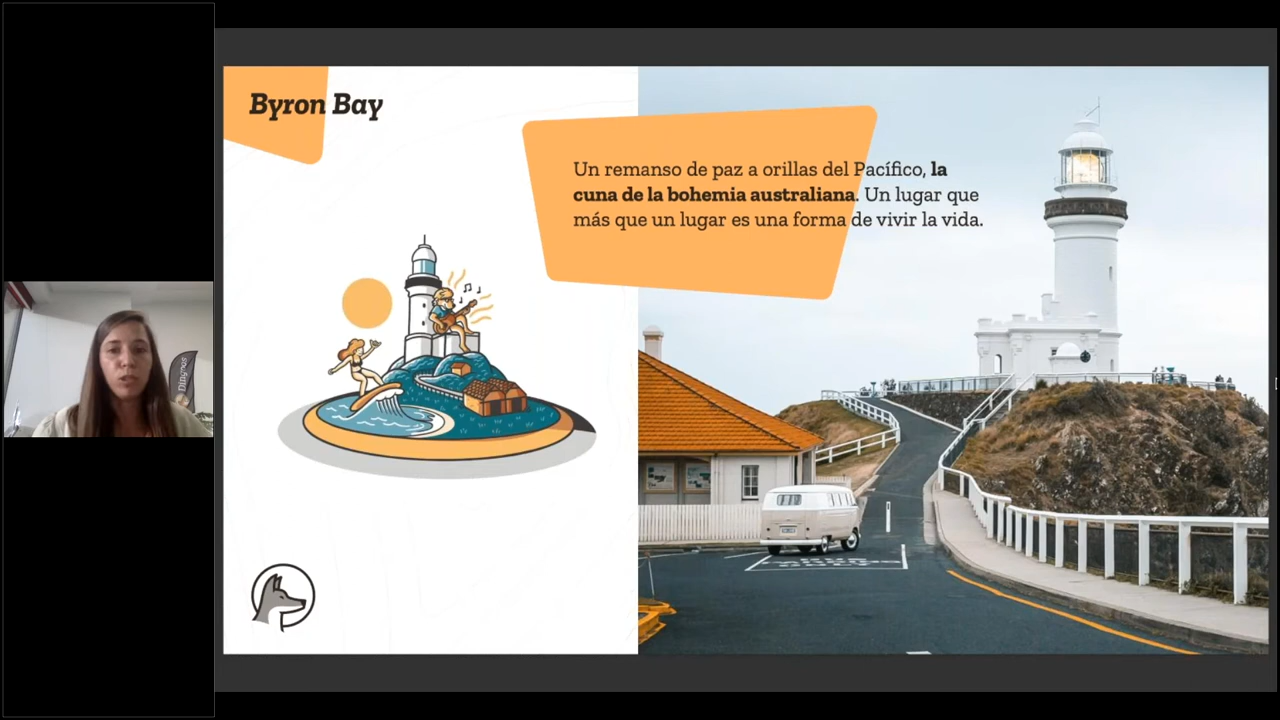 Byron Bay
Un remanso de paz a orillas del Pacífico, la
cuna de la bohemia australiana. Un lugar que
más que un lugar es una forma de vivir la vida.
Dingoos